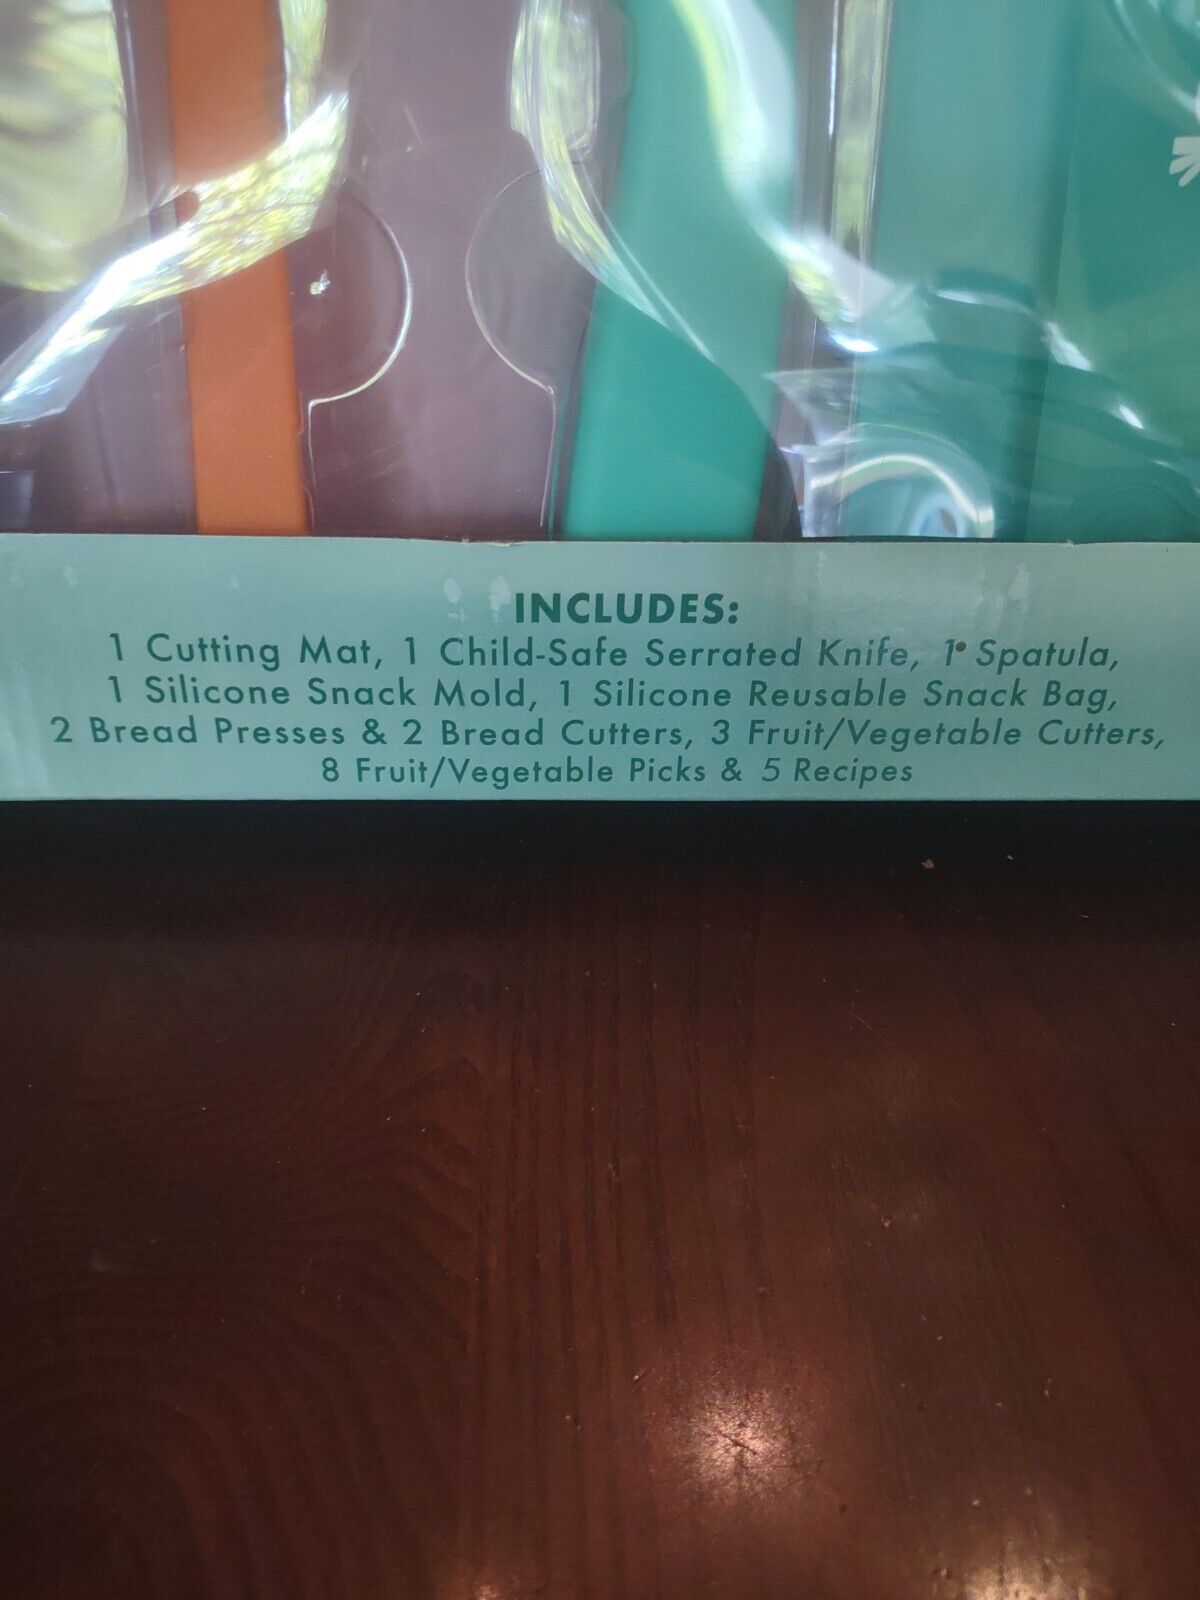 INCLUDES:
1 Cutting Mat, 1 Child-Safe Serrated Knife, 1 Spatula,
1 Silicone Snack Mold, 1 Silicone Reusable Snack Bag,
2 Bread Presses & 2 Bread Cutters, 3 Fruit/Vegetable Cutters,
8 Fruit/Vegetable Picks & 5 Recipes